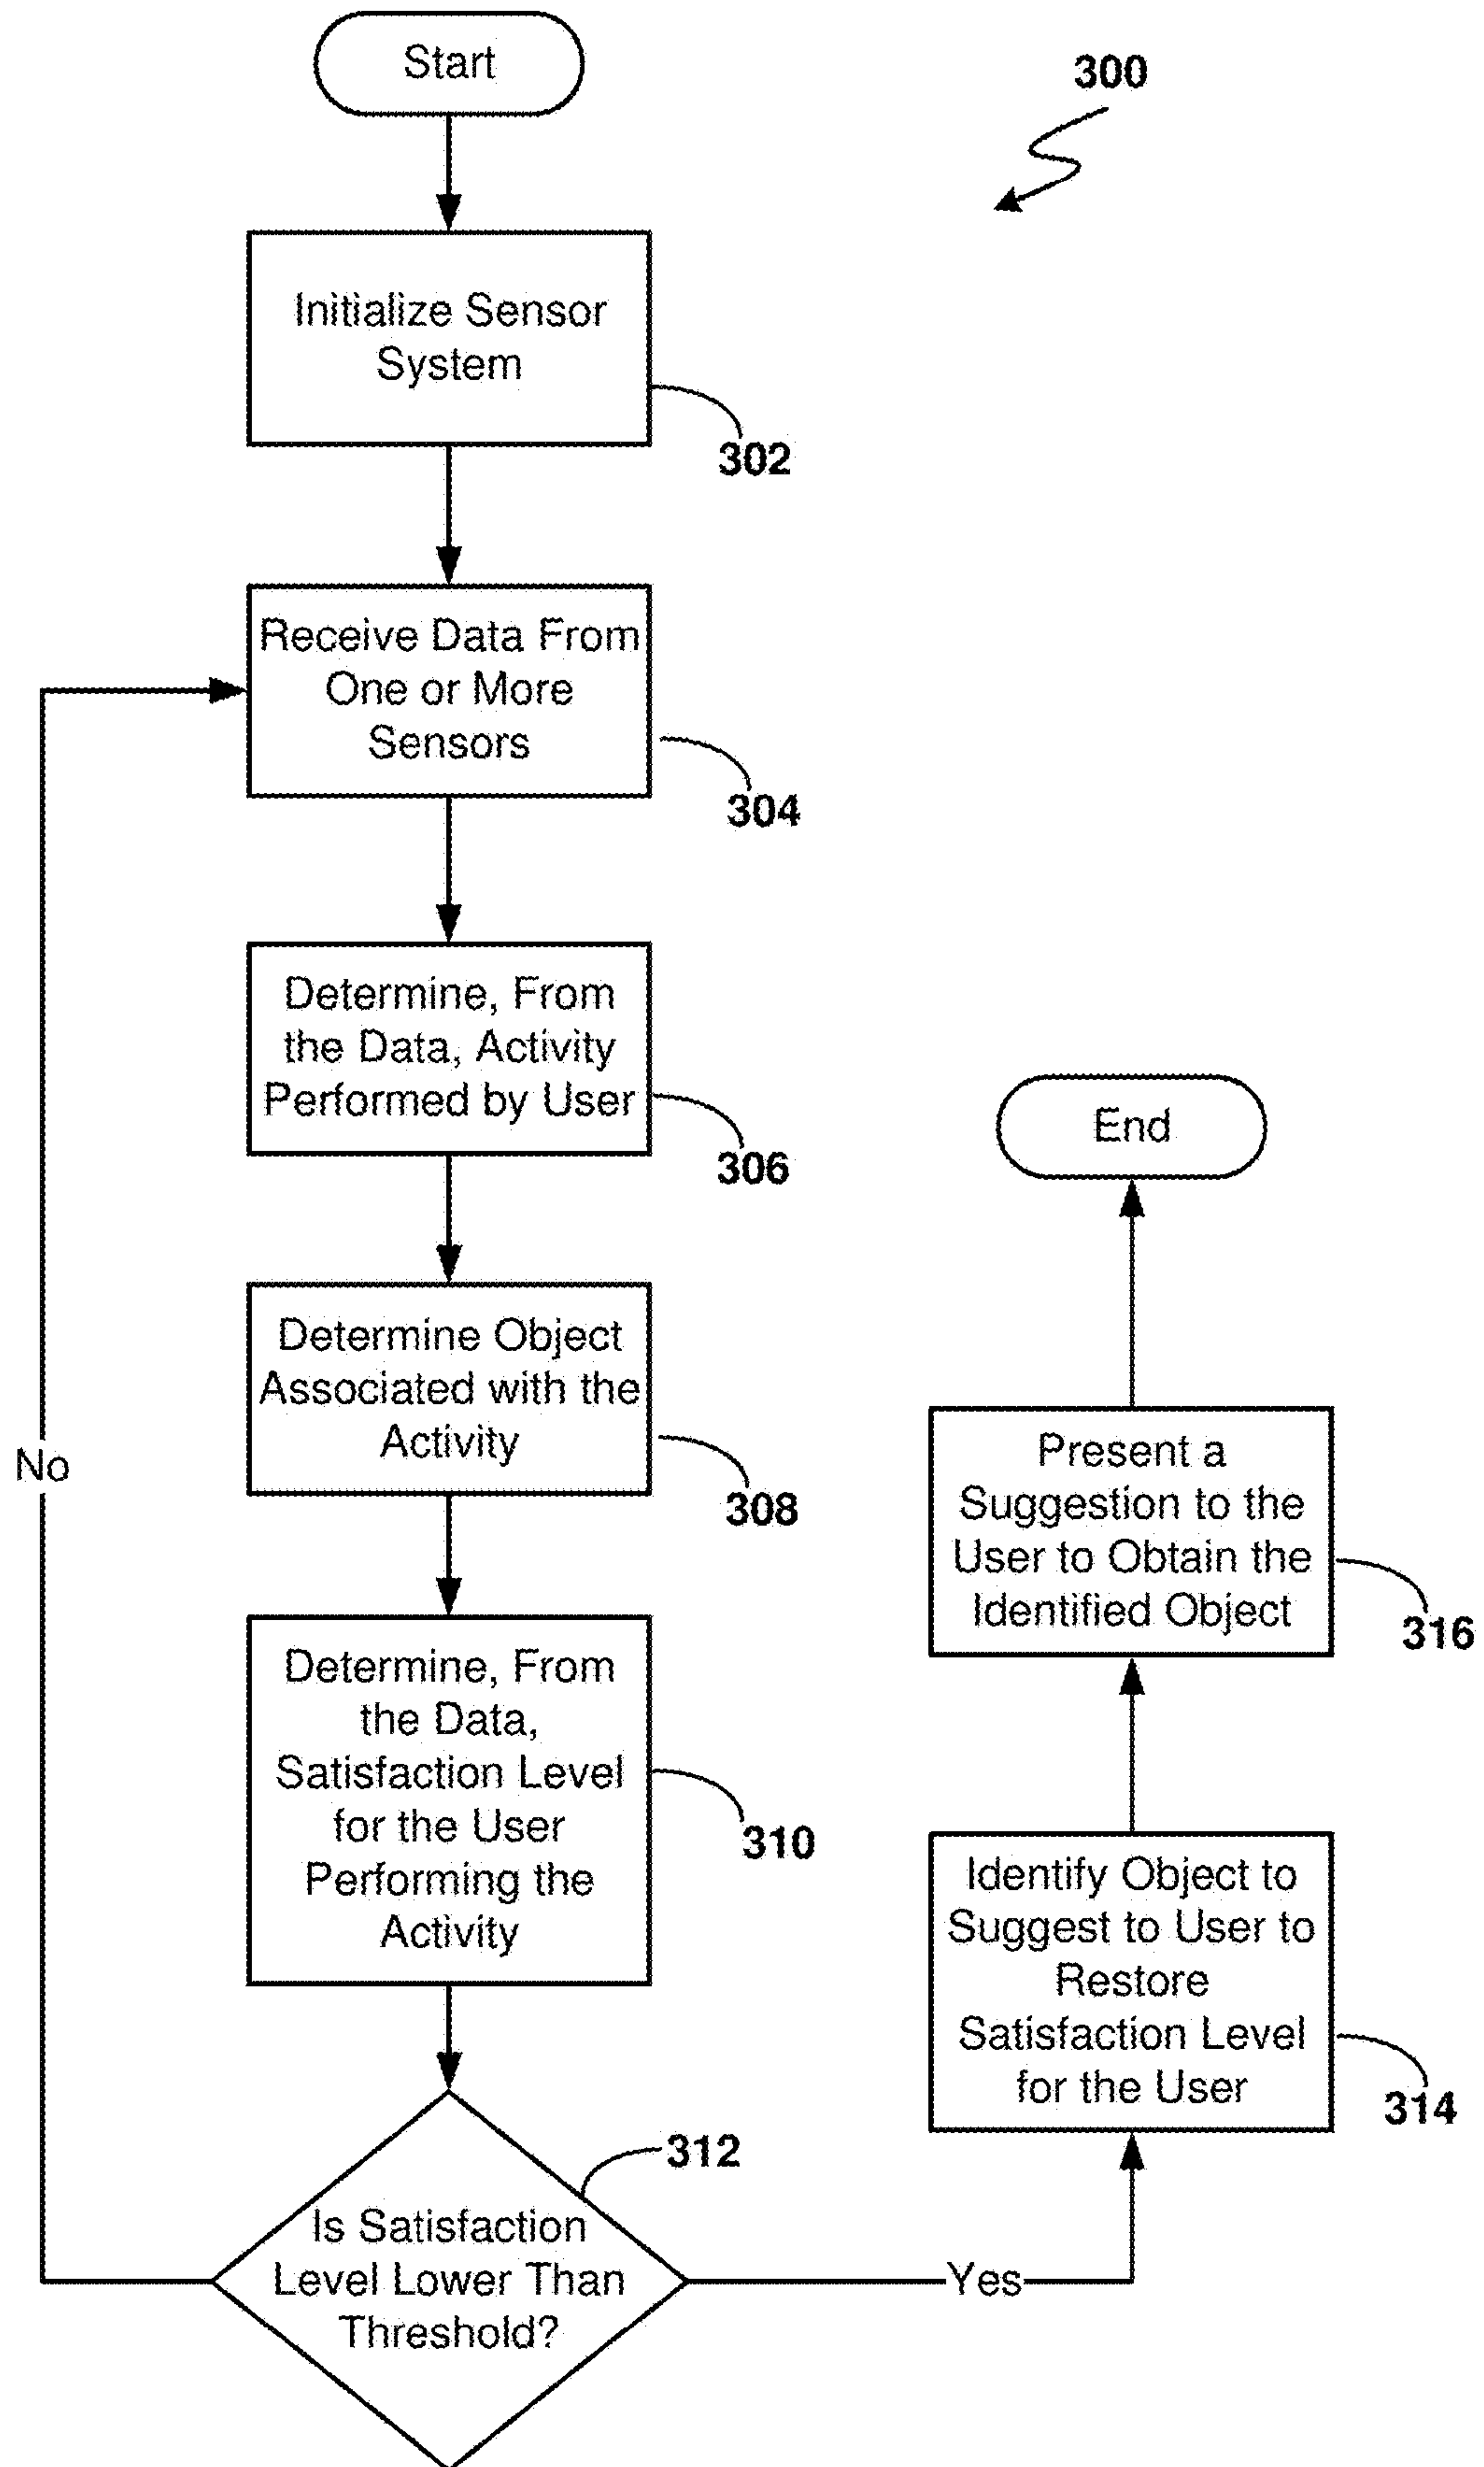 Start
300
Initialize Sensor
System
302
Receive Data From
One or More
Sensors
304
Determine, From
the Data, Activity
Performed by User
306
Determine Object
Associated with the
Activity
308
Determine, From
the Data,
Satisfaction Level
for the User
Performing the
Activity
310
312
Is Satisfaction
Level Lower Than
Threshold?
No
Yes
Identify Object to
Suggest to User to
Restore
Satisfaction Level
for the User
314
Present a
Suggestion to the
User to Obtain the
Identified Object
316
End